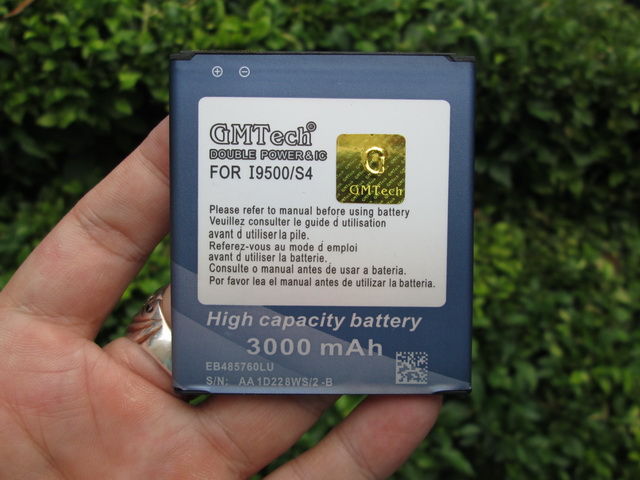 GMTech®
DOUBLE POWER & IC
FOR I9500/S4
G
GMTech
Please refer to manual before using battery
Veuillez consulter le guide d utilisation
avant d utiliser la pile.
Referez-vous au mode d emploi
avant d utiliser la batterie.
Consulte o manual antes de usar a bateria.
Por favor lea el manual antes de utilizar la batería.
High capacity battery
3000 mAh
EB485760LU
S/N: AA1D228WS/2-B